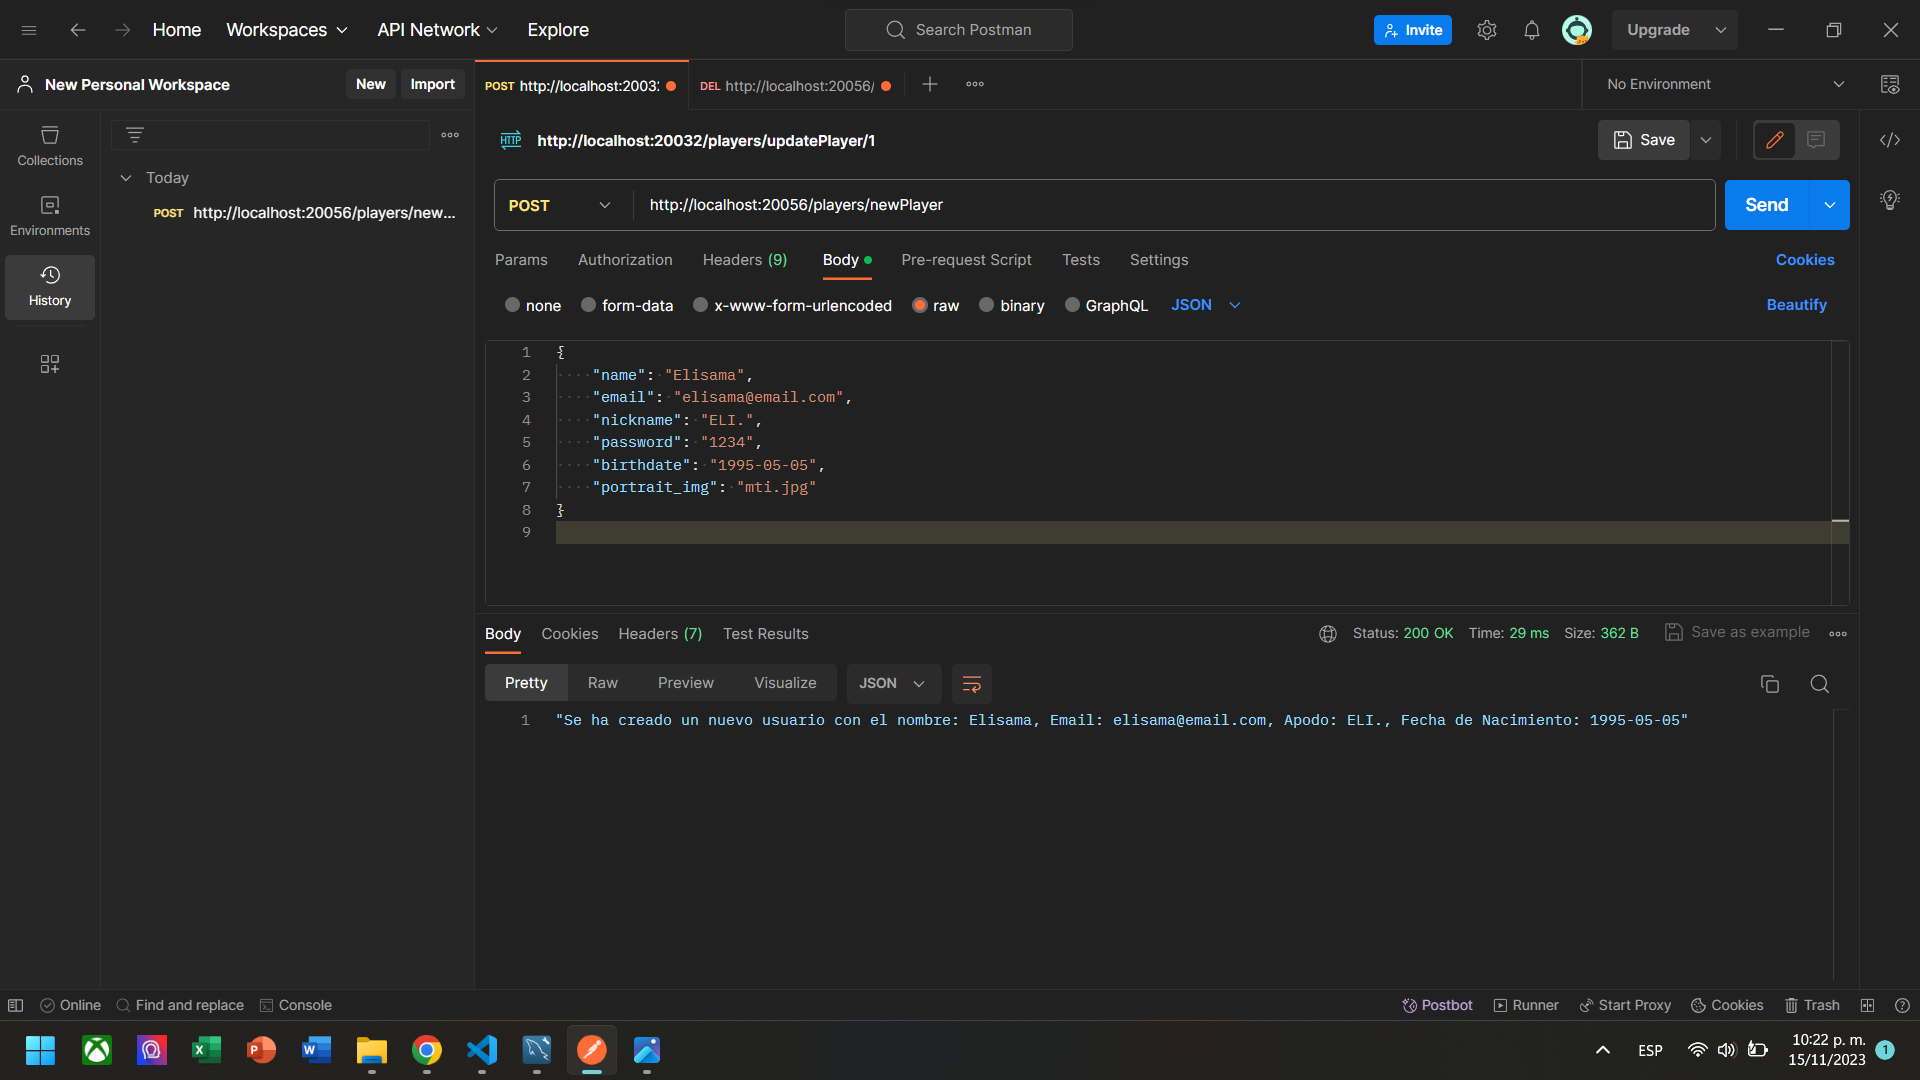 Home Workspaces API Network Explore Search Postman Invite Upgrade
New Personal Workspace New Import POST http://localhost:2003 DEL http://localhost:20056/ No Environment
Collections
Environments
History
Today
POST http://localhost:20056/players/new...
HTTP http://localhost:20032/players/updatePlayer/1 Save
POST http://localhost:20056/players/newPlayer Send
Params Authorization Headers (9) Body Pre-request Script Tests Settings Cookies
none form-data x-www-form-urlencoded raw binary GraphQL JSON Beautify
1 {
2 "name": "Elisama",
3 "email": "elisama@email.com",
4 "nickname": "ELI.",
5 "password": "1234",
6 "birthdate": "1995-05-05",
7 "portrait_img": "mti.jpg"
8 }
9
Body Cookies Headers (7) Test Results Status: 200 OK Time: 29 ms Size: 362 B Save as example
Pretty Raw Preview Visualize JSON
1 "Se ha creado un nuevo usuario con el nombre: Elisama, Email: elisama@email.com, Apodo: ELI., Fecha de Nacimiento: 1995-05-05"
Online Find and replace Console Postbot Runner Start Proxy Cookies Trash
ESP 10:22 p. m.
15/11/2023 1